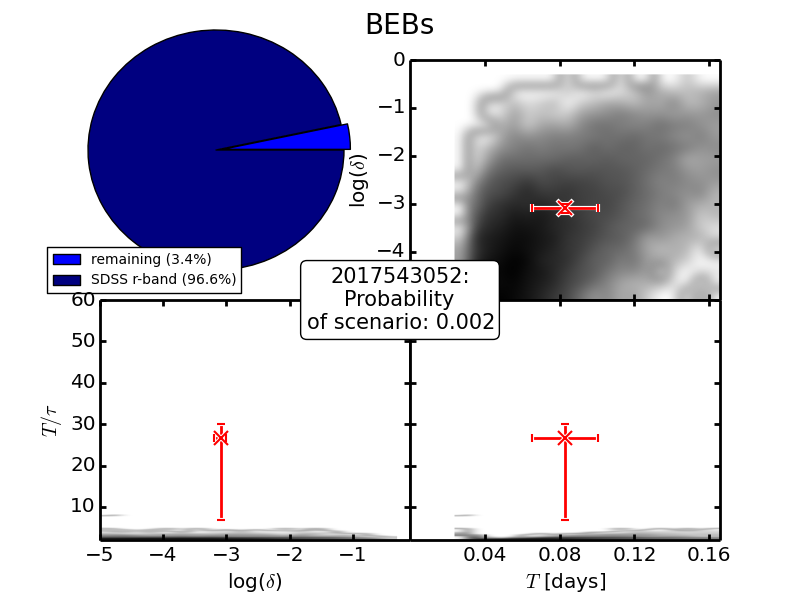 BEBs
remaining (3.4%)
SDSS r-band (96.6%)
log(δ)
0
−1
−2
−3
−4
2017543052:
Probability
of scenario: 0.002
T/τ
60
50
40
30
20
10
−5 −4 −3 −2 −1
log(δ)
0.04 0.08 0.12 0.16
T [days]